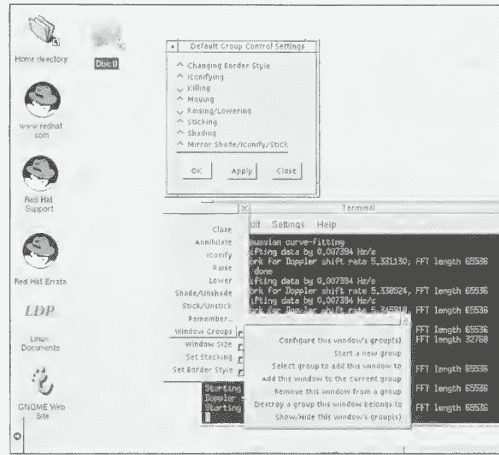 Home directory
Disk 0
www.redhat
.com
Red Hat
Support
Red Hat Errata
LDP
Linux
Documents
GNOME Web
Site
Default Group Control Settings
Changing Border Style
Iconifying
Killing
Moving
Raising/Lowering
Sticking
Shading
Mirror Shade/Iconify/Stick
OK Apply Close
Terminal
Settings Help
Close
Annihilate
Iconify
Raise
Lower
Shade/Unshade
Stick/Unstick
Remember...
Window Groups
Window Size
Set Stacking
Set Border Style
aussian curve-fitting
ifting data by 0,007394 Hz/s
ork for Doppler shift rate 5,331130; FFT length 65536
done
ifting data by 0,007394 Hz/s
ork for Doppler shift rate 5,338524, FFT length 65536
ifting data by 0,007394 Hz/s
FFT length 65536
FFT length 65536
FFT length 32768
FFT length 65536
FFT length 65536
Starting
Doppler
Starting
FFT length 65536
Configure this window's group(s)
Start a new group
Select group to add this window to
Add this window to the current group
Remove this window from a group
Destroy a group this window belongs to
Show/Hide this window's group(s)